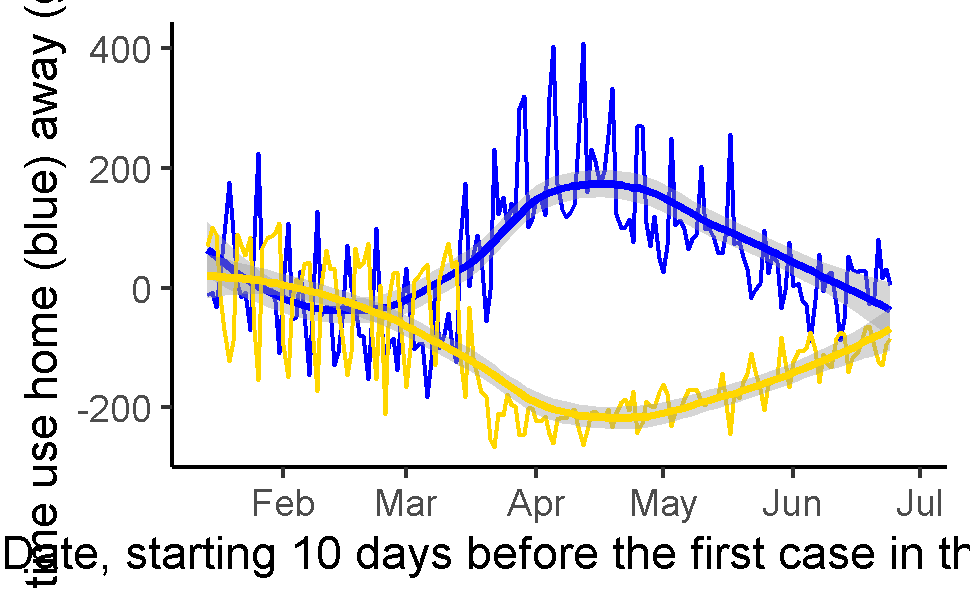 time use home (blue) away (
400
200
0
-200
Feb Mar Apr May Jun Jul
Date, starting 10 days before the first case in th